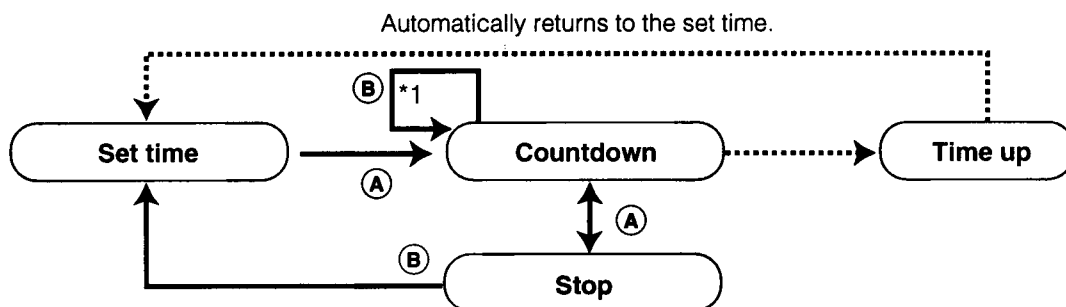 Automatically returns to the set time.
B *1
Set time
Countdown
Time up
A
A
B
Stop